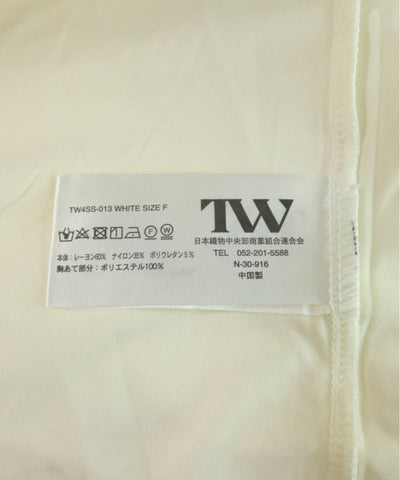 TW4SS-013 WHITE SIZE F
本体：レーヨン60% ナイロン35% ポリウレタン5%
胸あて部分：ポリエステル100%
TW
日本織物中央卸商業組合連合会
TEL 052-201-5588
N-30-916
中国製